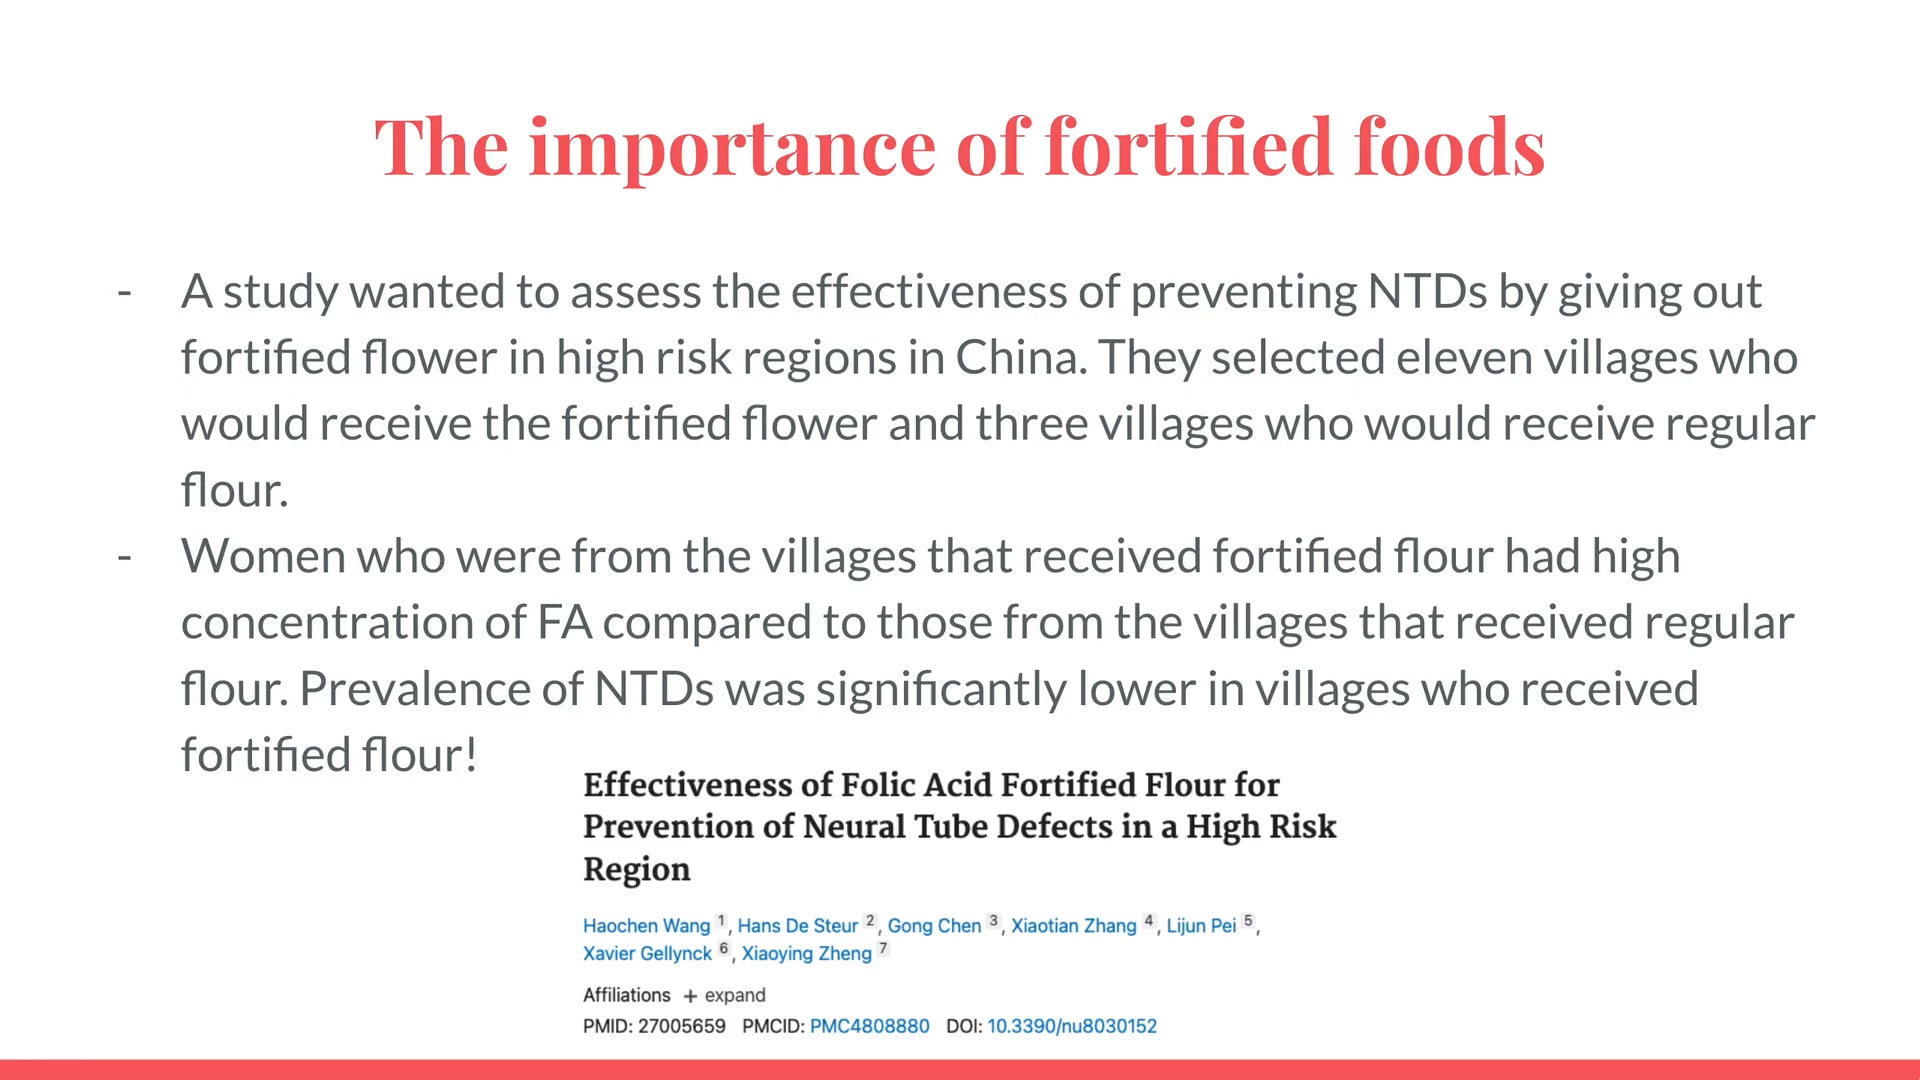 The importance of fortified foods
- A study wanted to assess the effectiveness of preventing NTDs by giving out
fortified flower in high risk regions in China. They selected eleven villages who
would receive the fortified flower and three villages who would receive regular
flour.
- Women who were from the villages that received fortified flour had high
concentration of FA compared to those from the villages that received regular
flour. Prevalence of NTDs was significantly lower in villages who received
fortified flour!
Effectiveness of Folic Acid Fortified Flour for
Prevention of Neural Tube Defects in a High Risk
Region
Haochen Wang 1, Hans De Steur 2, Gong Chen 3, Xiaotian Zhang 4, Lijun Pei 5,
Xavier Gellynck 6, Xiaoying Zheng 7
Affiliations + expand
PMID: 27005659 PMCID: PMC4808880 DOI: 10.3390/nu8030152